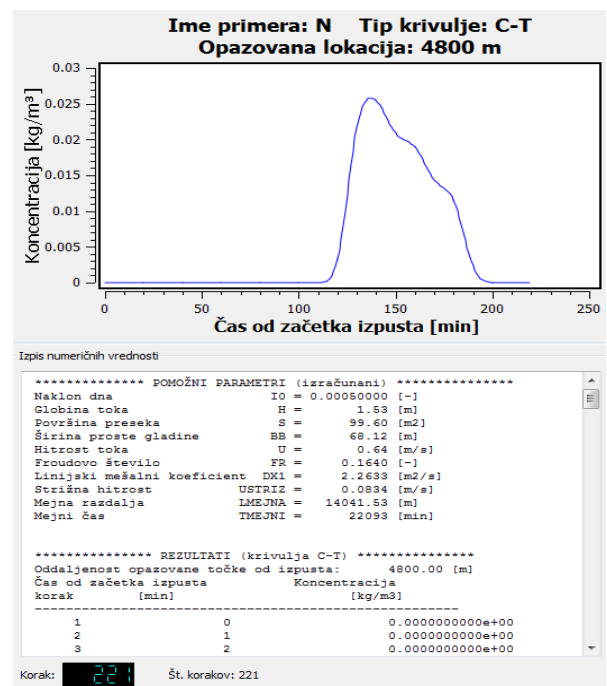 Ime primera: N Tip krivulje: C-T
Opazovana lokacija: 4800 m
Koncentracija [kg/m³]
0.03
0.025
0.02
0.015
0.01
0.005
0
0 50 100 150 200 250
Čas od začetka izpusta [min]
Izpis numeričnih vrednosti
************** POMOŽNI PARAMETRI (izračunani) ***************
Naklon dna I0 = 0.00050000 [-]
Globina toka H = 1.53 [m]
Površina preseka S = 99.60 [m2]
Širina proste gladine BB = 68.12 [m]
Hitrost toka U = 0.64 [m/s]
Froudovo število FR = 0.1640 [-]
Linijski mešalni koeficient DX1 = 2.2633 [m2/s]
Strižna hitrost USTRIZ = 0.0834 [m/s]
Mejna razdalja LMEJNA = 14041.53 [m]
Mejni čas TMEJNI = 22093 [min]
*************** REZULTATI (krivulja C-T) ***************
Oddaljenost opazovane točke od izpusta: 4800.00 [m]
Čas od začetka izpusta Koncentracija
korak [min] [kg/m3]
------------------------------------------------------
1 0 0.0000000000e+00
2 1 0.0000000000e+00
3 2 0.0000000000e+00
Korak: 221 Št. korakov: 221